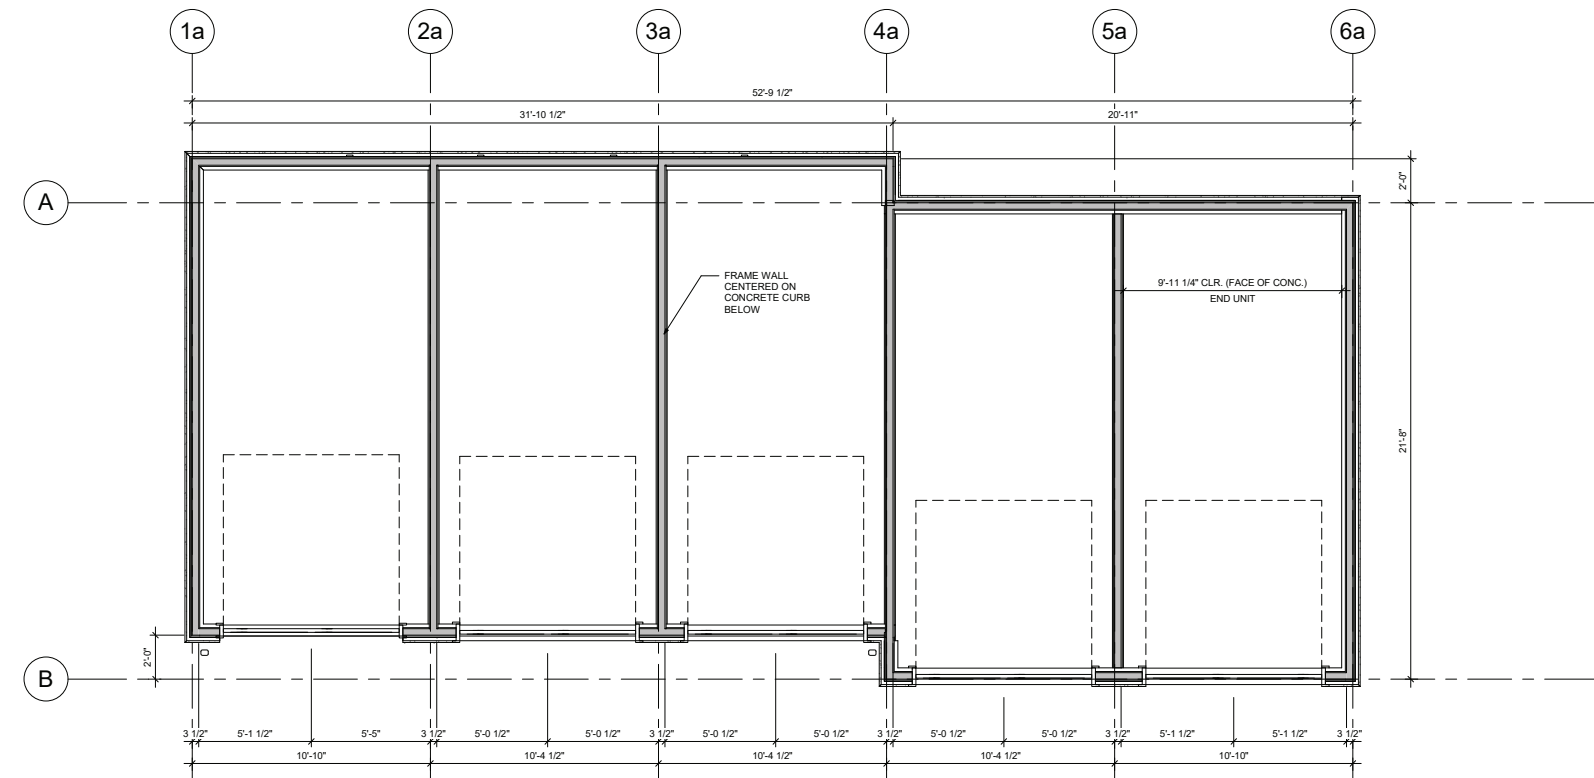 1a 2a 3a 4a 5a 6a
52'-9 1/2"
31'-10 1/2" 20'-11"
A
2'-0"
FRAME WALL
CENTERED ON
CONCRETE CURB
BELOW
9'-11 1/4" CLR. (FACE OF CONC.)
END UNIT
21'-8"
2'-0"
B
3 1/2" 5'-1 1/2" 5'-5" 3 1/2" 5'-0 1/2" 5'-0 1/2" 3 1/2" 5'-0 1/2" 5'-0 1/2" 3 1/2" 5'-0 1/2" 5'-0 1/2" 3 1/2" 5'-1 1/2" 5'-1 1/2" 3 1/2"
10'-10" 10'-4 1/2" 10'-4 1/2" 10'-4 1/2" 10'-10"